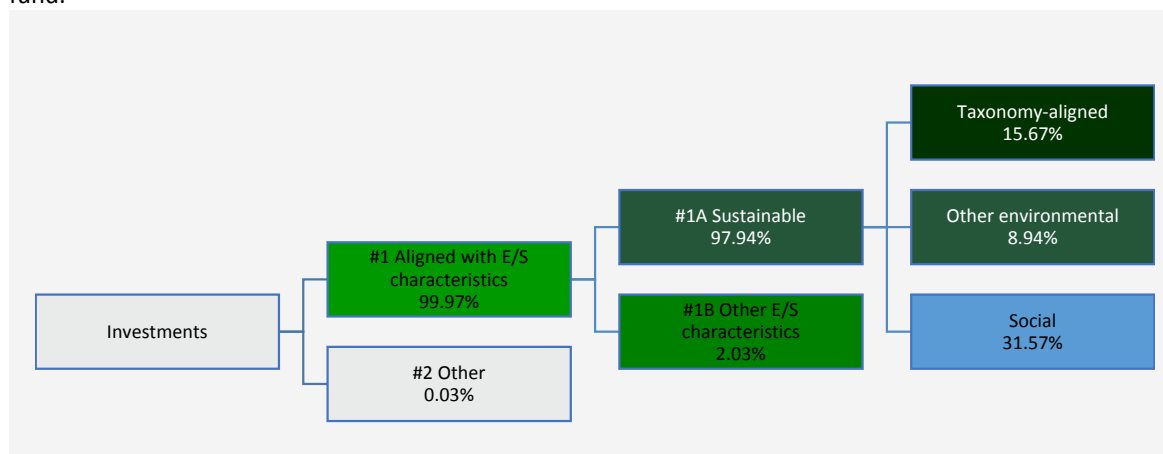 Investments
#1 Aligned with E/S
characteristics
99.97%
#2 Other
0.03%
#1A Sustainable
97.94%
#1B Other E/S
characteristics
2.03%
Taxonomy-aligned
15.67%
Other environmental
8.94%
Social
31.57%